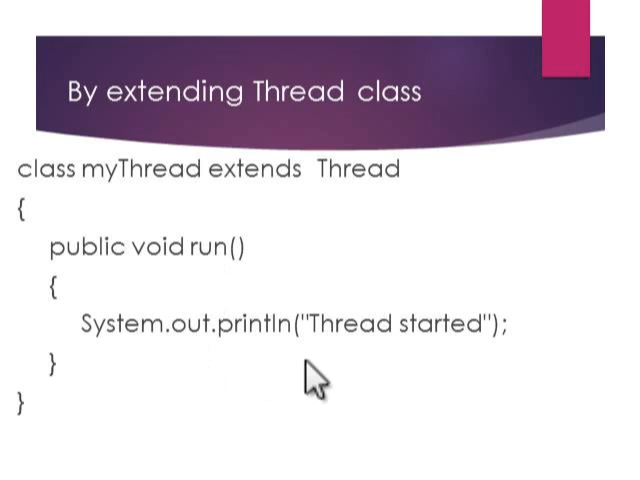 By extending Thread class
class myThread extends Thread
{
public void run()
{
System.out.println("Thread started");
}
}